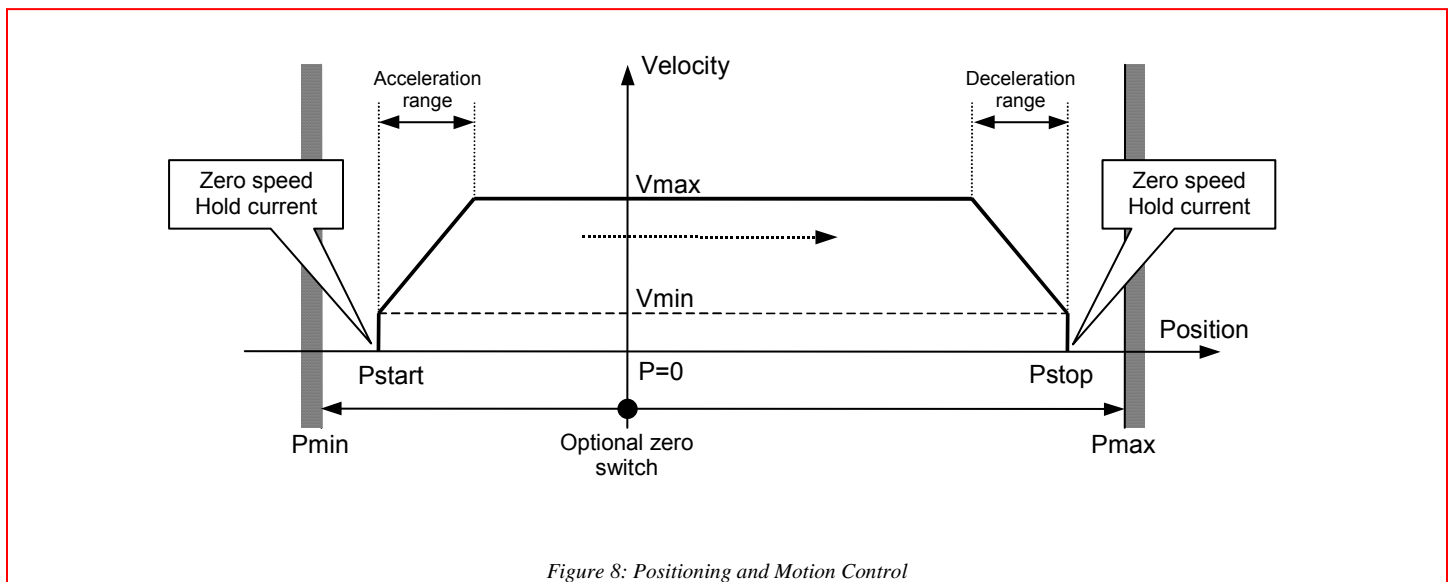 Velocity
Acceleration
range
Deceleration
range
Zero speed
Hold current
Vmax
Zero speed
Hold current
Vmin
Position
Pstart
P=0
Pstop
Pmin
Optional zero
switch
Pmax
Figure 8: Positioning and Motion Control